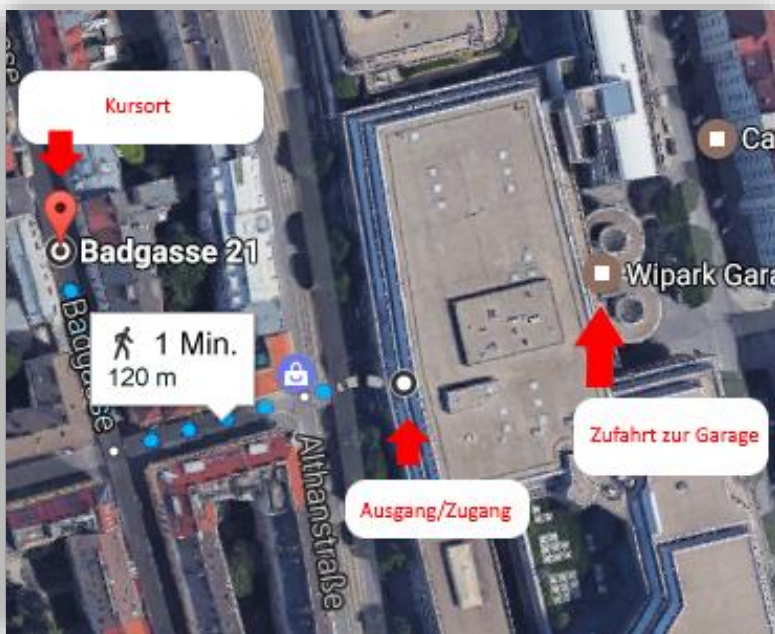 Kursort
Ca
Badgasse 21
Wipark Gara
Badgasse
1 Min.
120 m
Zufahrt zur Garage
Althanstraße
Ausgang/Zugang